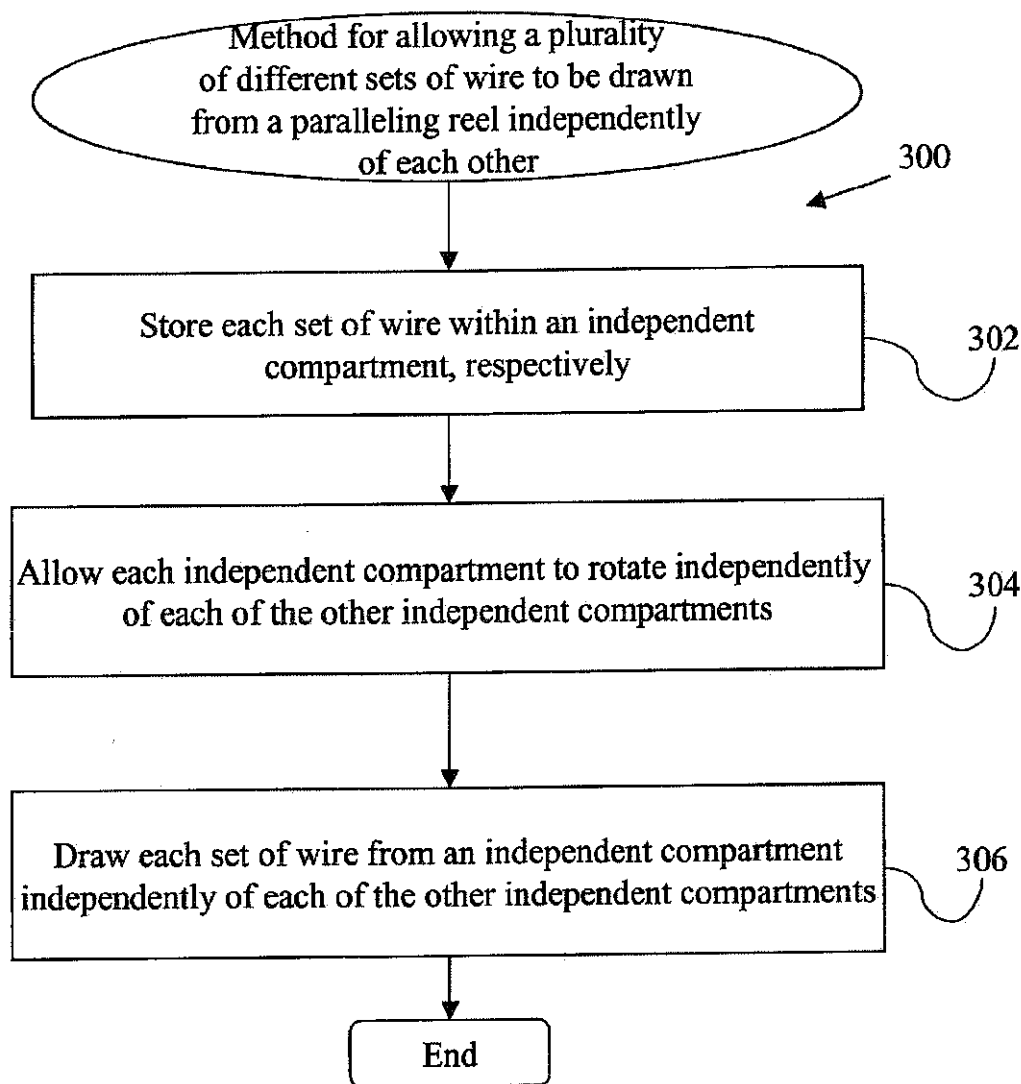 Method for allowing a plurality
of different sets of wire to be drawn
from a paralleling reel independently
of each other
300
Store each set of wire within an independent
compartment, respectively
302
Allow each independent compartment to rotate independently
of each of the other independent compartments
304
Draw each set of wire from an independent compartment
independently of each of the other independent compartments
306
End